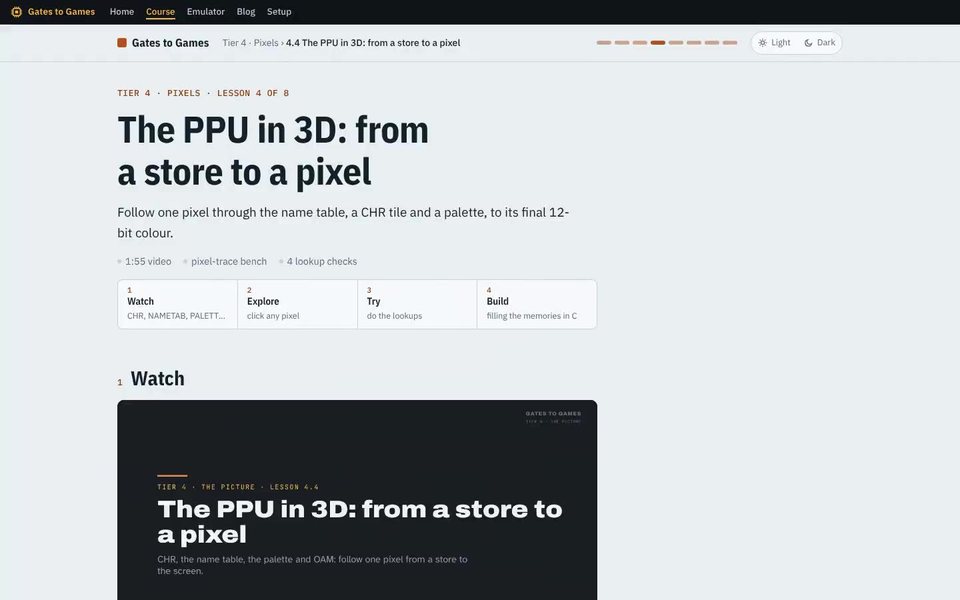 Gates to Games Home Course Emulator Blog Setup
Gates to Games Tier 4 · Pixels › 4.4 The PPU in 3D: from a store to a pixel Light Dark
TIER 4 · PIXELS · LESSON 4 OF 8
The PPU in 3D: from
a store to a pixel
Follow one pixel through the name table, a CHR tile and a palette, to its final 12-
bit colour.
1:55 video pixel-trace bench 4 lookup checks
1 2 3 4
Watch Explore Try Build
CHR, NAMETAB, PALETT... click any pixel do the lookups filling the memories in C
1 Watch
GATES TO GAMES
TIER 4 · THE PICTURE
TIER 4 · THE PICTURE · LESSON 4.4
The PPU in 3D: from a store to
a pixel
CHR, the name table, the palette and OAM: follow one pixel from a store to
the screen.